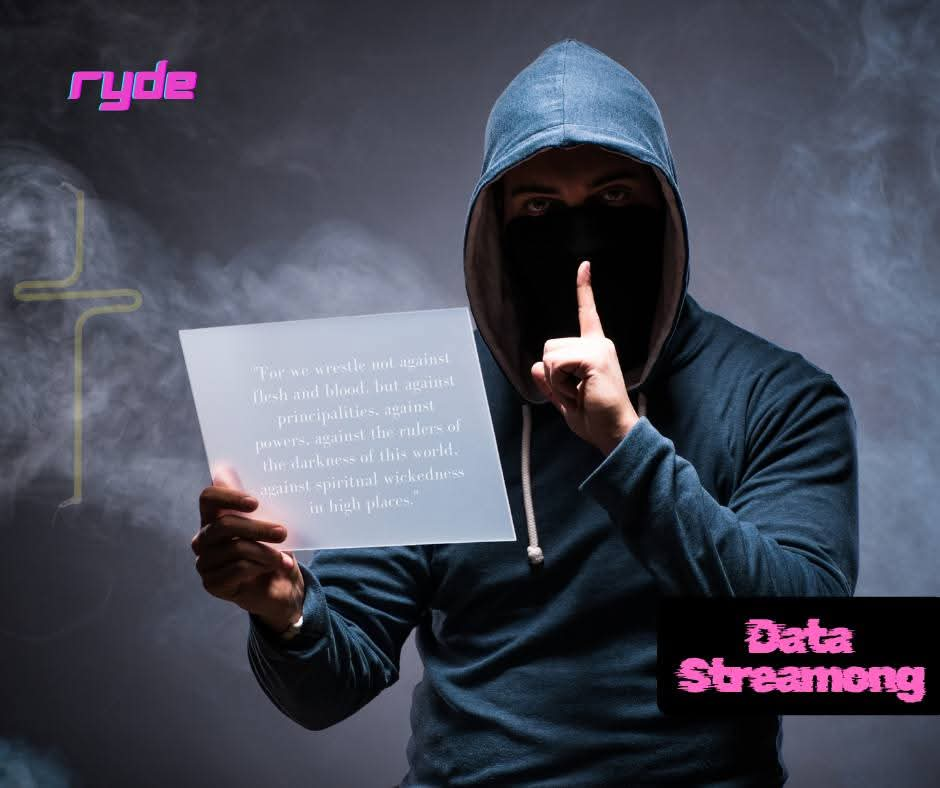 ryde
"For we wrestle not against
flesh and blood, but against
principalities, against
powers, against the rulers of
the darkness of this world,
against spiritual wickedness
in high places."
Data
Streamong